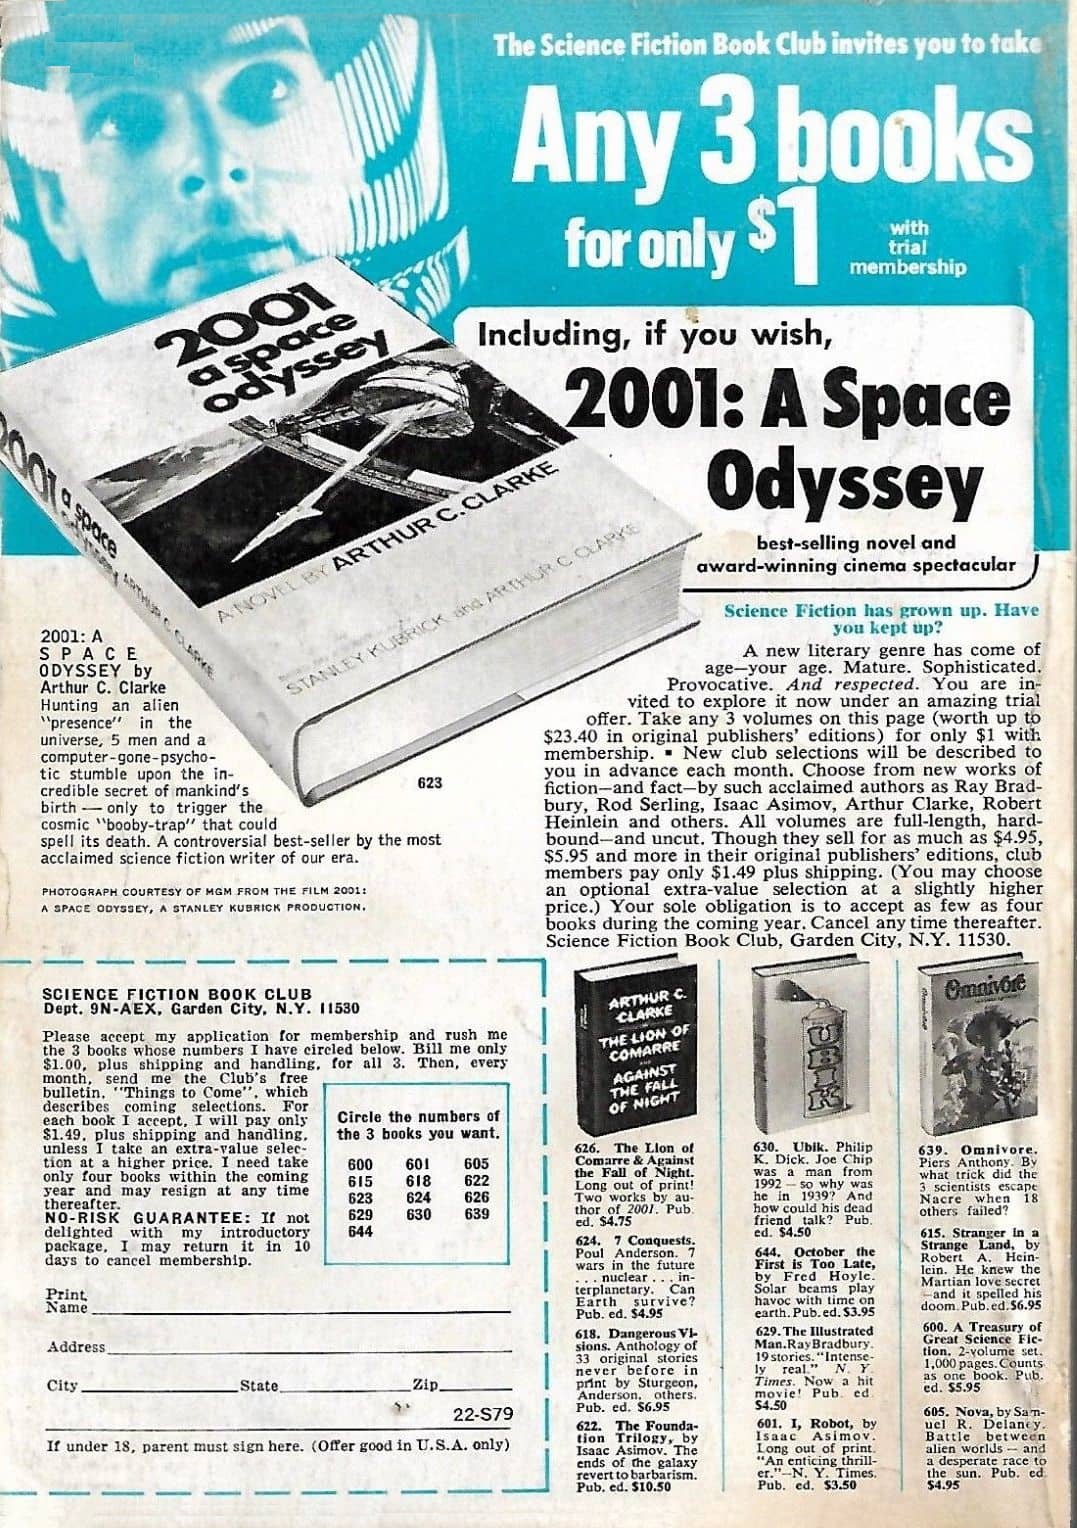 The Science Fiction Book Club invites you to take
Any 3 books
for only $1
with
trial
membership
2001
a space
odyssey
A NOVEL BY ARTHUR C. CLARKE
STANLEY KUBRICK and ARTHUR C CLARKE
2001 a space odyssey ARTHUR C. CLARKE
Including, if you wish,
2001: A Space
Odyssey
best-selling novel and
award-winning cinema spectacular
2001: A
SPACE
ODYSSEY by
Arthur C. Clarke
Hunting an alien
"presence" in the
universe, 5 men and a
computer-gone-psycho-
tic stumble upon the in-
credible secret of mankind's
birth — only to trigger the
cosmic "booby-trap" that could
spell its death. A controversial best-seller by the most
acclaimed science fiction writer of our era.
623
PHOTOGRAPH COURTESY OF MGM FROM THE FILM 2001:
A SPACE ODYSSEY, A STANLEY KUBRICK PRODUCTION.
Science Fiction has grown up. Have
you kept up?
A new literary genre has come of
age—your age. Mature. Sophisticated.
Provocative. And respected. You are in-
vited to explore it now under an amazing trial
offer. Take any 3 volumes on this page (worth up to
$23.40 in original publishers' editions) for only $1 with
membership. ▪ New club selections will be described to
you in advance each month. Choose from new works of
fiction—and fact—by such acclaimed authors as Ray Brad-
bury, Rod Serling, Isaac Asimov, Arthur Clarke, Robert
Heinlein and others. All volumes are full-length, hard-
bound—and uncut. Though they sell for as much as $4.95,
$5.95 and more in their original publishers' editions, club
members pay only $1.49 plus shipping. (You may choose
an optional extra-value selection at a slightly higher
price.) Your sole obligation is to accept as few as four
books during the coming year. Cancel any time thereafter.
Science Fiction Book Club, Garden City, N.Y. 11530.
SCIENCE FICTION BOOK CLUB
Dept. 9N-AEX, Garden City, N.Y. 11530
Please accept my application for membership and rush me
the 3 books whose numbers I have circled below. Bill me only
$1.00, plus shipping and handling, for all 3. Then, every
month, send me the Club's free
bulletin, "Things to Come", which
describes coming selections. For
each book I accept, I will pay only
$1.49, plus shipping and handling,
unless I take an extra-value selec-
tion at a higher price. I need take
only four books within the coming
year and may resign at any time
thereafter.
NO-RISK GUARANTEE: If not
delighted with my introductory
package, I may return it in 10
days to cancel membership.
Circle the numbers of
the 3 books you want.
600 601 605
615 618 622
623 624 626
629 630 639
644
Print
Name
Address
City State Zip
22-S79
If under 18, parent must sign here. (Offer good in U.S.A. only)
ARTHUR C.
CLARKE
THE LION OF
COMARRE
AND
AGAINST
THE FALL
OF NIGHT
626. The Lion of
Comarre & Against
the Fall of Night.
Long out of print!
Two works by au-
thor of 2001. Pub.
ed. $4.75
624. 7 Conquests.
Poul Anderson. 7
wars in the future
. . . nuclear . . . in-
terplanetary. Can
Earth survive?
Pub. ed. $4.95
618. Dangerous Vi-
sions. Anthology of
33 original stories
never before in
print by Sturgeon,
Anderson, others.
Pub. ed. $6.95
622. The Founda-
tion Trilogy, by
Isaac Asimov. The
ends of the galaxy
revert to barbarism.
Pub. ed. $10.50
UBIK
630. Ubik. Philip
K. Dick. Joe Chip
was a man from
1992 — so why was
he in 1939? And
how could his dead
friend talk? Pub.
ed. $4.50
644. October the
First is Too Late,
by Fred Hoyle.
Solar beams play
havoc with time on
earth. Pub. ed. $3.95
629. The Illustrated
Man. Ray Bradbury.
19 stories. "Intense-
ly real." N. Y.
Times. Now a hit
movie! Pub. ed.
$4.50
601. I, Robot, by
Isaac Asimov.
Long out of print.
"An enticing thrill-
er."—N. Y. Times.
Pub. ed. $3.50
Omnivore
639. Omnivore.
Piers Anthony. By
what trick did the
3 scientists escape
Nacre when 18
others failed?
615. Stranger in a
Strange Land, by
Robert A. Hein-
lein. He knew the
Martian love secret
—and it spelled his
doom. Pub. ed. $6.95
600. A Treasury of
Great Science Fic-
tion. 2-volume set.
1,000 pages. Counts
as one book. Pub.
ed. $5.95
605. Nova, by Sam-
uel R. Delaney.
Battle between
alien worlds — and
a desperate race to
the sun. Pub. ed.
$4.95